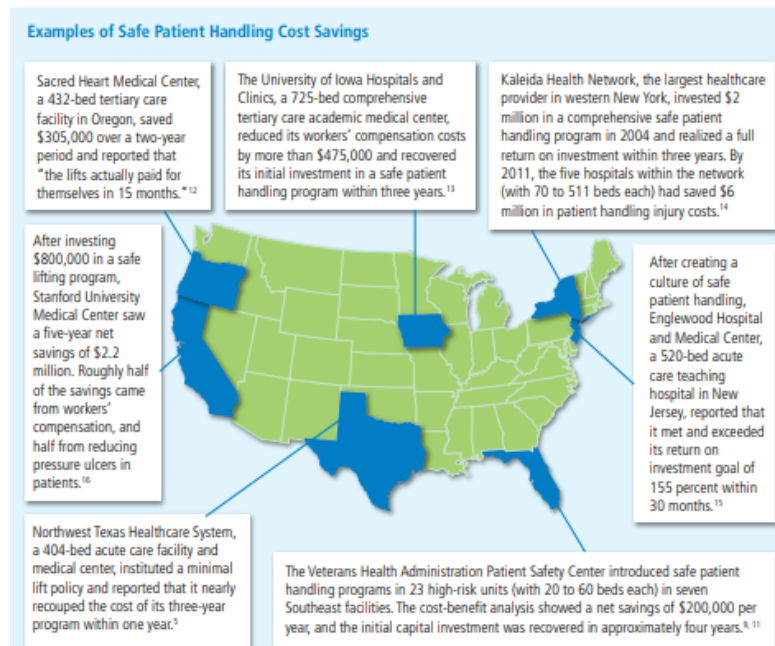 Examples of Safe Patient Handling Cost Savings
Sacred Heart Medical Center,
a 432-bed tertiary care
facility in Oregon, saved
$305,000 over a two-year
period and reported that
"the lifts actually paid for
themselves in 15 months."12
The University of Iowa Hospitals and
Clinics, a 725-bed comprehensive
tertiary care academic medical center,
reduced its workers' compensation costs
by more than $475,000 and recovered
its initial investment in a safe patient
handling program within three years.13
Kaleida Health Network, the largest healthcare
provider in western New York, invested $2
million in a comprehensive safe patient
handling program in 2004 and realized a full
return on investment within three years. By
2011, the five hospitals within the network
(with 70 to 511 beds each) had saved $6
million in patient handling injury costs.14
After investing
$800,000 in a safe
lifting program,
Stanford University
Medical Center saw
a five-year net
savings of $2.2
million. Roughly half
of the savings came
from workers'
compensation, and
half from reducing
pressure ulcers in
patients.16
After creating a
culture of safe
patient handling,
Englewood Hospital
and Medical Center,
a 520-bed acute
care teaching
hospital in New
Jersey, reported that
it met and exceeded
its return on
investment goal of
155 percent within
30 months.15
Northwest Texas Healthcare System,
a 404-bed acute care facility and
medical center, instituted a minimal
lift policy and reported that it nearly
recouped the cost of its three-year
program within one year.5
The Veterans Health Administration Patient Safety Center introduced safe patient
handling programs in 23 high-risk units (with 20 to 60 beds each) in seven
Southeast facilities. The cost-benefit analysis showed a net savings of $200,000 per
year, and the initial capital investment was recovered in approximately four years.9, 11